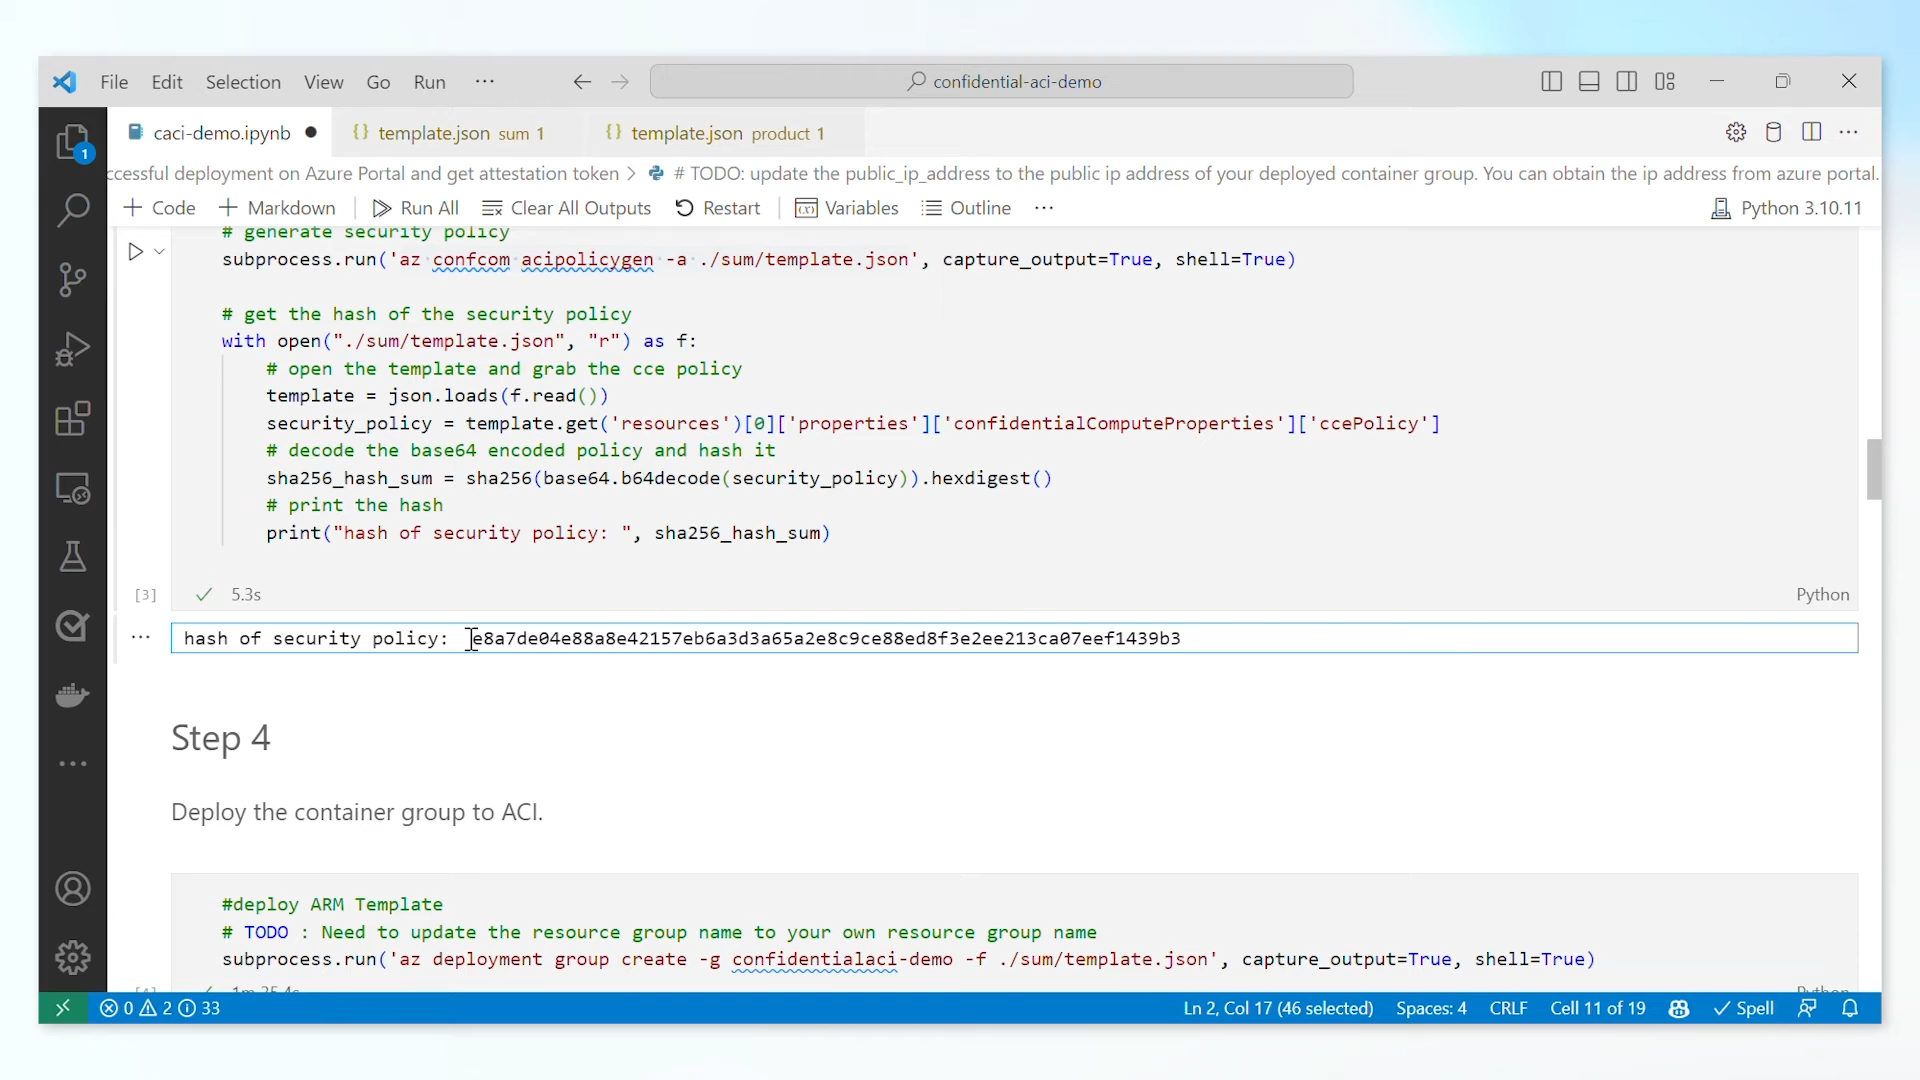 File Edit Selection View Go Run ··· confidential-aci-demo
caci-demo.ipynb ● {} template.json sum 1 {} template.json product 1
ccessful deployment on Azure Portal and get attestation token > # TODO: update the public_ip_address to the public ip address of your deployed container group. You can obtain the ip address from azure portal.
+ Code + Markdown Run All Clear All Outputs Restart Variables Outline ··· Python 3.10.11
# generate security policy
subprocess.run('az confcom acipolicygen -a ./sum/template.json', capture_output=True, shell=True)
# get the hash of the security policy
with open("./sum/template.json", "r") as f:
# open the template and grab the cce policy
template = json.loads(f.read())
security_policy = template.get('resources')[0]['properties']['confidentialComputeProperties']['ccePolicy']
# decode the base64 encoded policy and hash it
sha256_hash_sum = sha256(base64.b64decode(security_policy)).hexdigest()
# print the hash
print("hash of security policy: ", sha256_hash_sum)
[3] ✓ 5.3s Python
hash of security policy: e8a7de04e88a8e42157eb6a3d3a65a2e8c9ce88ed8f3e2ee213ca07eef1439b3
Step 4
Deploy the container group to ACI.
#deploy ARM Template
# TODO : Need to update the resource group name to your own resource group name
subprocess.run('az deployment group create -g confidentialaci-demo -f ./sum/template.json', capture_output=True, shell=True)
[4] ✓ 1m 25.4s Python
1
0 2 33 Ln 2, Col 17 (46 selected) Spaces: 4 CRLF Cell 11 of 19 ✓ Spell